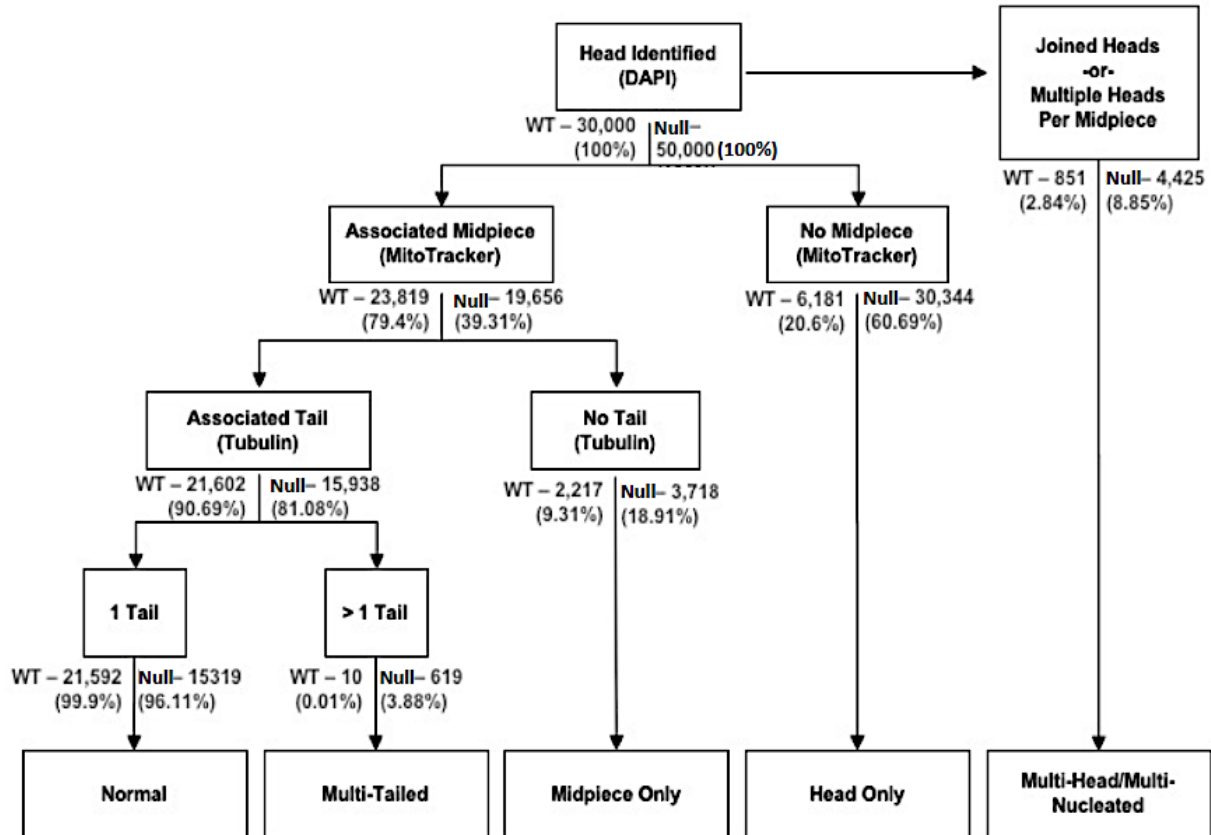 Head Identified
(DAPI)
Joined Heads
-or-
Multiple Heads
Per Midpiece
WT – 30,000
(100%)
Null–
50,000 (100%)
WT – 851
(2.84%)
Null– 4,425
(8.85%)
Associated Midpiece
(MitoTracker)
No Midpiece
(MitoTracker)
WT – 23,819
(79.4%)
Null– 19,656
(39.31%)
WT – 6,181
(20.6%)
Null– 30,344
(60.69%)
Associated Tail
(Tubulin)
No Tail
(Tubulin)
WT – 21,602
(90.69%)
Null– 15,938
(81.08%)
WT – 2,217
(9.31%)
Null– 3,718
(18.91%)
1 Tail
> 1 Tail
WT – 21,592
(99.9%)
Null– 15319
(96.11%)
WT – 10
(0.01%)
Null– 619
(3.88%)
Normal
Multi-Tailed
Midpiece Only
Head Only
Multi-Head/Multi-
Nucleated